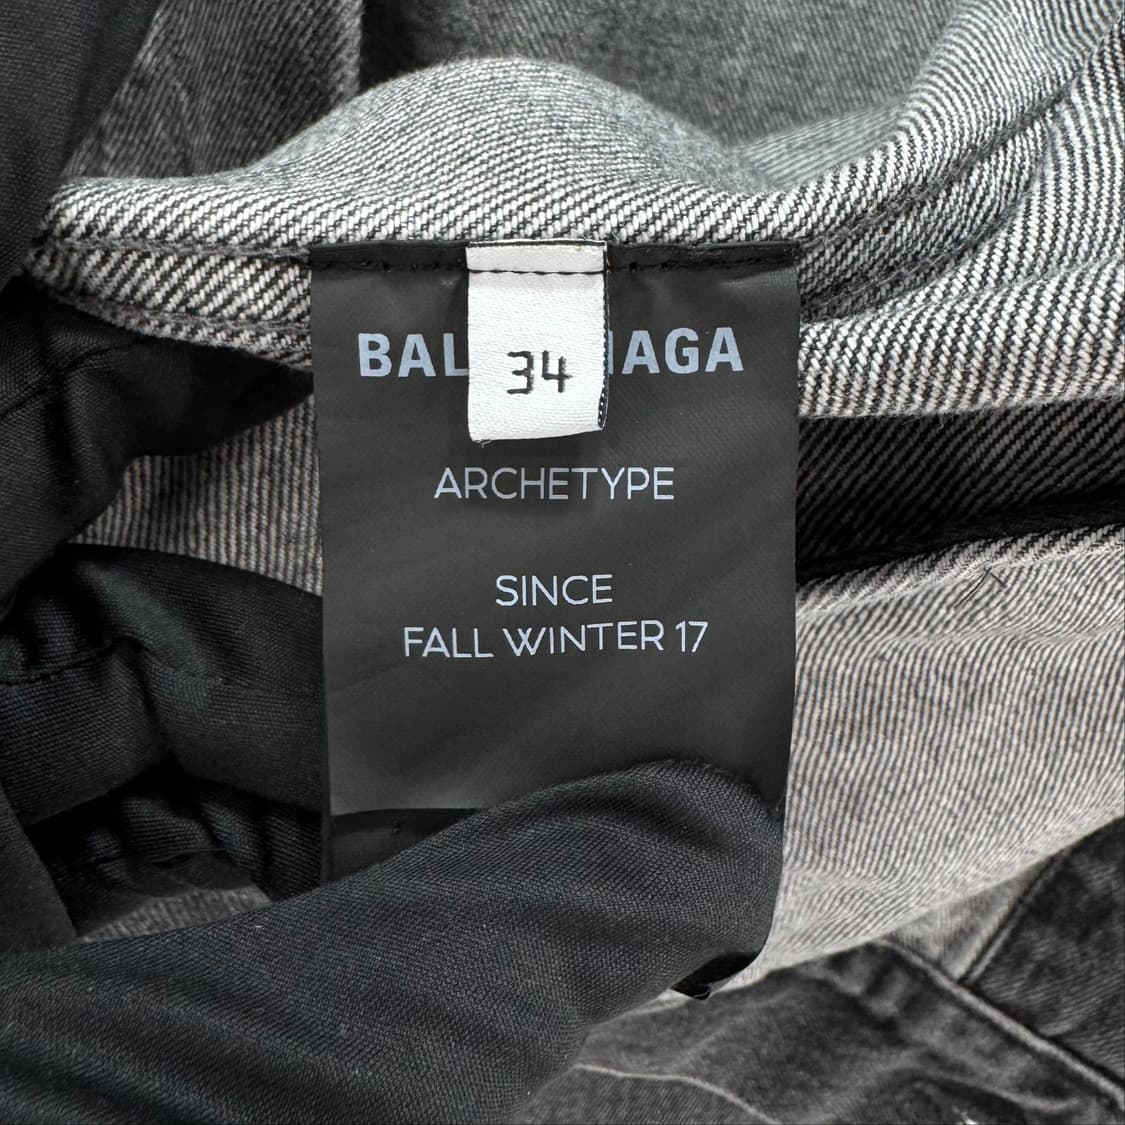 BAL 34 IAGA
ARCHETYPE
SINCE
FALL WINTER 17